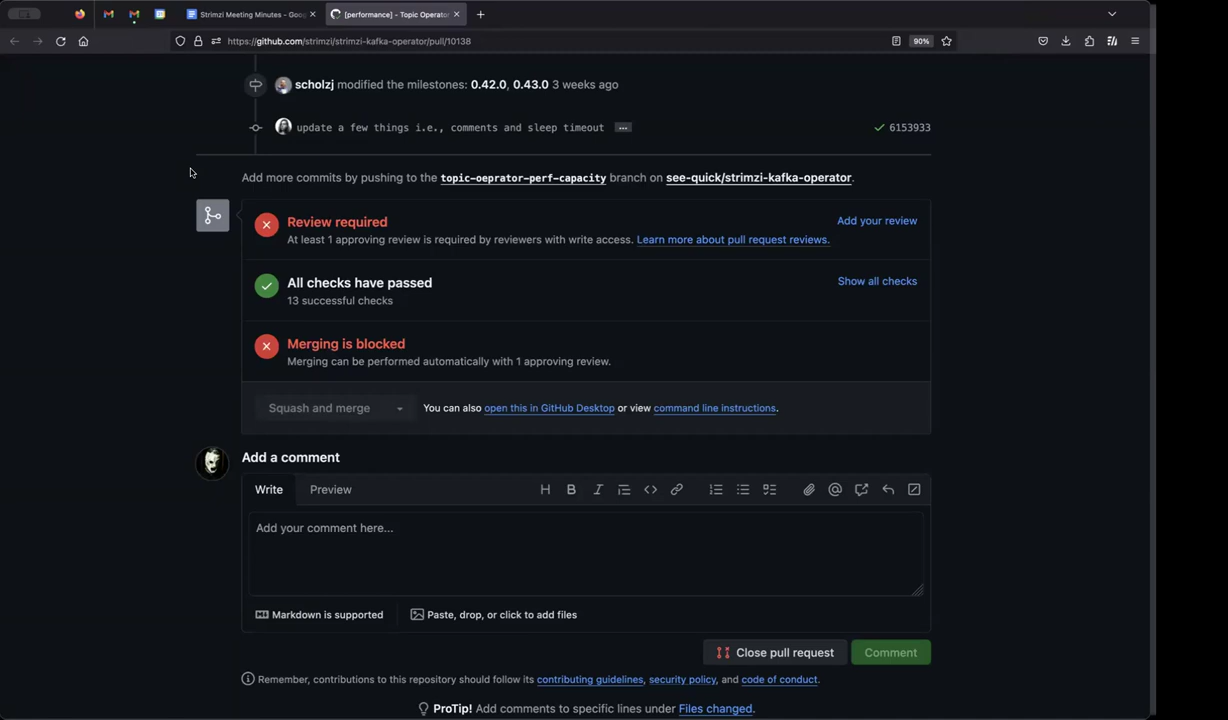 Strimzi Meeting Minutes - Goog
[performance] - Topic Operator
https://github.com/strimzi/strimzi-kafka-operator/pull/10138
90%
scholzj modified the milestones: 0.42.0, 0.43.0 3 weeks ago
update a few things i.e., comments and sleep timeout ...
6153933
Add more commits by pushing to the topic-oeprator-perf-capacity branch on see-quick/strimzi-kafka-operator.
Review required
Add your review
At least 1 approving review is required by reviewers with write access. Learn more about pull request reviews.
All checks have passed
Show all checks
13 successful checks
Merging is blocked
Merging can be performed automatically with 1 approving review.
Squash and merge
You can also open this in GitHub Desktop or view command line instructions.
Add a comment
Write
Preview
Add your comment here...
Markdown is supported
Paste, drop, or click to add files
Close pull request
Comment
Remember, contributions to this repository should follow its contributing guidelines, security policy, and code of conduct.
ProTip! Add comments to specific lines under Files changed.